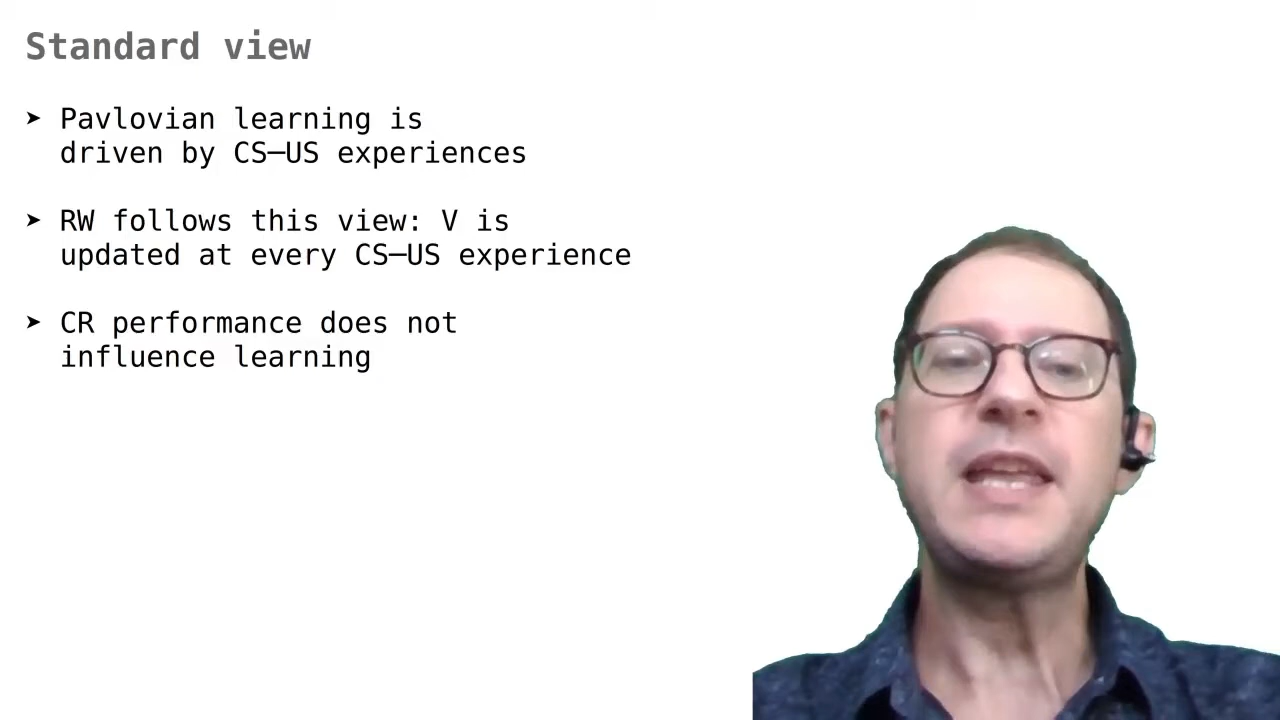 Standard view
➤ Pavlovian learning is
driven by CS—US experiences
➤ RW follows this view: V is
updated at every CS—US experience
➤ CR performance does not
influence learning